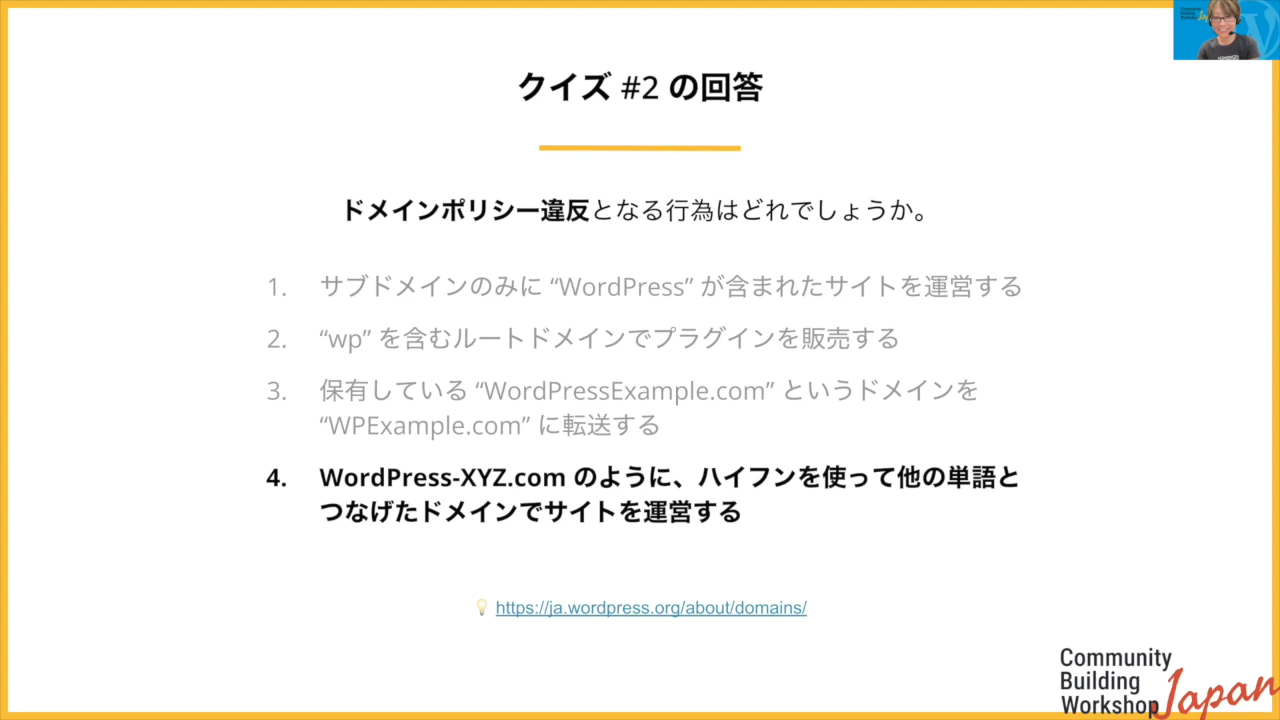 クイズ #2 の回答
ドメインポリシー違反となる行為はどれでしょうか。
1. サブドメインのみに “WordPress” が含まれたサイトを運営する
2. “wp” を含むルートドメインでプラグインを販売する
3. 保有している “WordPressExample.com” というドメインを
“WPExample.com” に転送する
4. WordPress-XYZ.com のように、ハイフンを使って他の単語と
つなげたドメインでサイトを運営する
https://ja.wordpress.org/about/domains/
Community
Building
Workshop
Japan